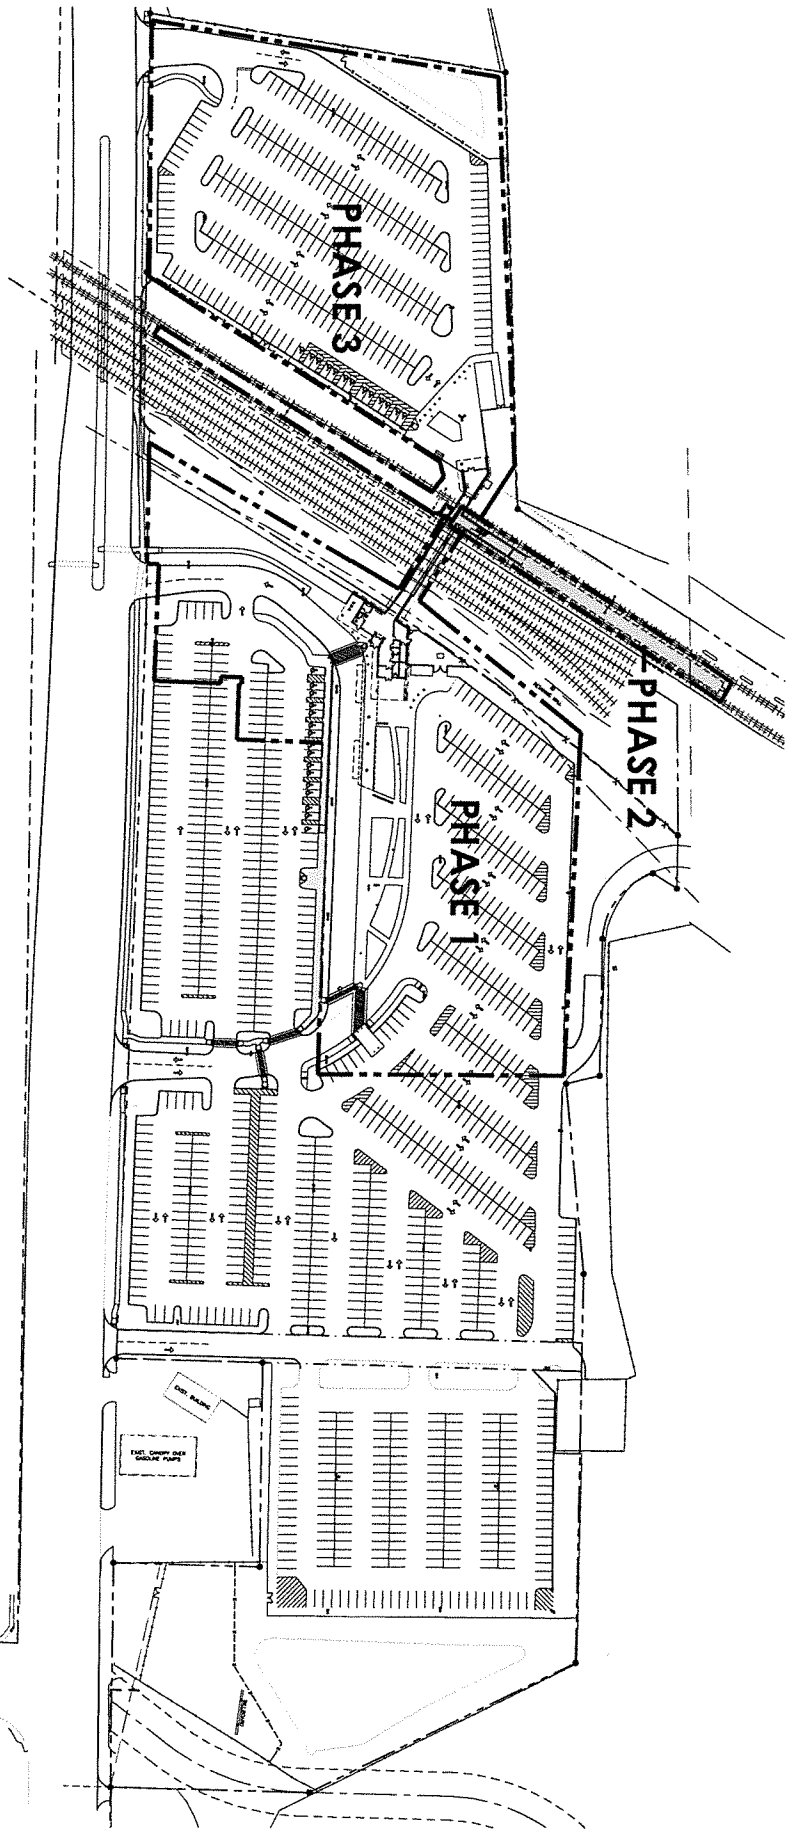 PHASE 3
PHASE 2
PHASE 1
EXIST. BUILDING
EXIST. CANOPY OVER
GASOLINE PUMPS